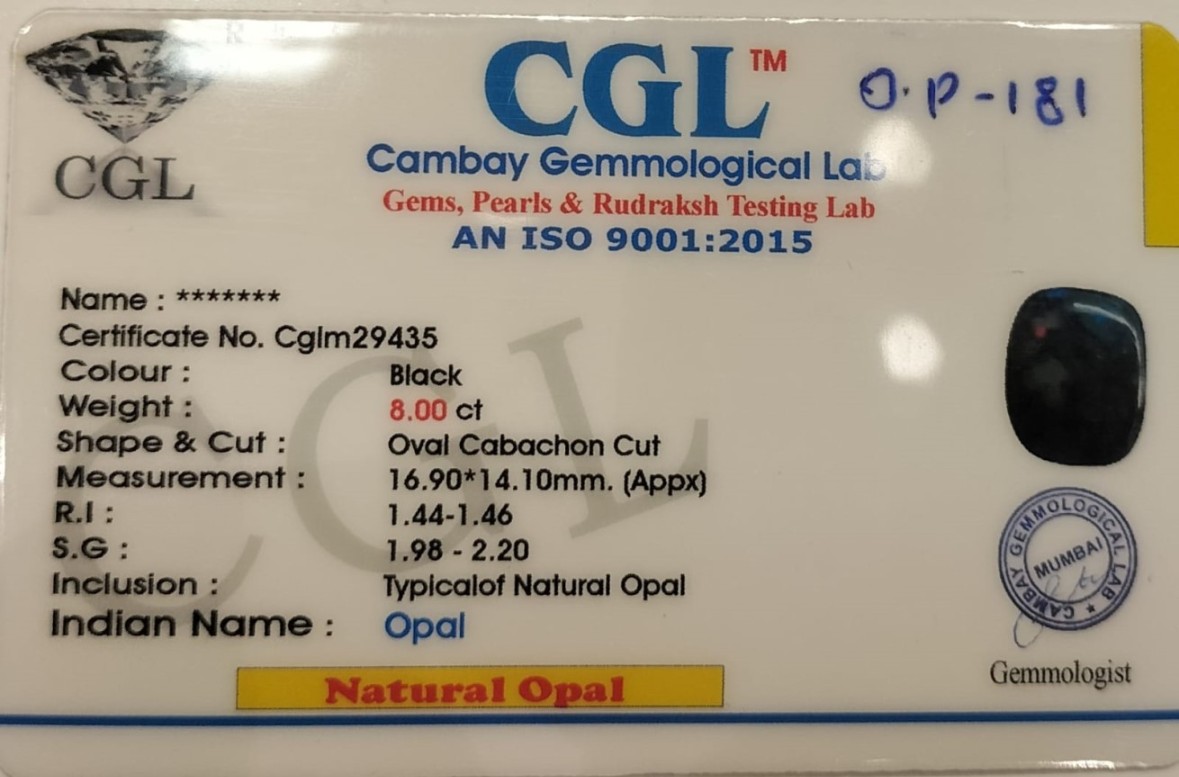 CGL™
O.P-181
CGL
Cambay Gemmological Lab
Gems, Pearls & Rudraksh Testing Lab
AN ISO 9001:2015
Name : *******
Certificate No. Cglm29435
Colour : Black
Weight : 8.00 ct
Shape & Cut : Oval Cabachon Cut
Measurement : 16.90*14.10mm. (Appx)
R.I : 1.44-1.46
S.G : 1.98 - 2.20
Inclusion : Typicalof Natural Opal
Indian Name : Opal
CGL
CAMBAY GEMMOLOGICAL LAB ★
MUMBAI
Gemmologist
Natural Opal